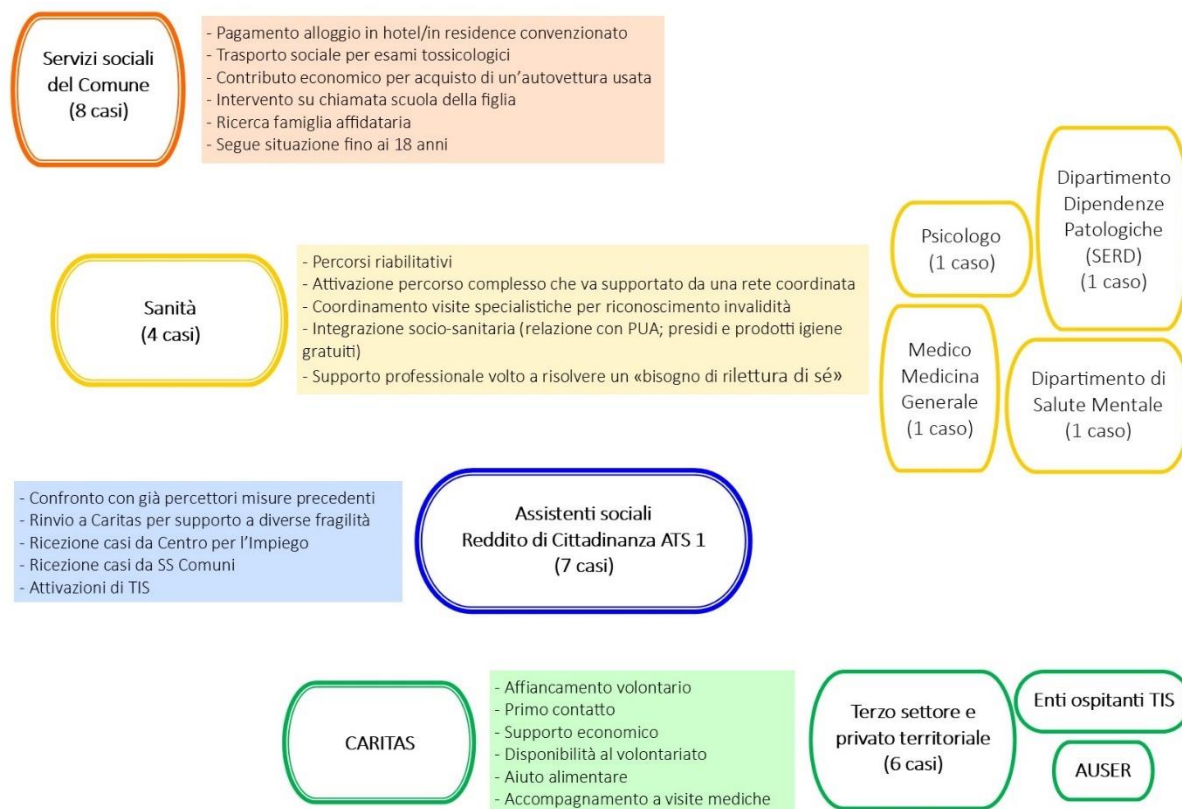 Servizi sociali
del Comune
(8 casi)
- Pagamento alloggio in hotel/in residence convenzionato
- Trasporto sociale per esami tossicologici
- Contributo economico per acquisto di un’autovettura usata
- Intervento su chiamata scuola della figlia
- Ricerca famiglia affidataria
- Segue situazione fino ai 18 anni
Sanità
(4 casi)
- Percorsi riabilitativi
- Attivazione percorso complesso che va supportato da una rete coordinata
- Coordinamento visite specialistiche per riconoscimento invalidità
- Integrazione socio-sanitaria (relazione con PUA; presidi e prodotti igiene
gratuiti)
- Supporto professionale volto a risolvere un «bisogno di rilettura di sé»
Psicologo
(1 caso)
Dipartimento
Dipendenze
Patologiche
(SERD)
(1 caso)
Medico
Medicina
Generale
(1 caso)
Dipartimento di
Salute Mentale
(1 caso)
- Confronto con già percettori misure precedenti
- Rinvio a Caritas per supporto a diverse fragilità
- Ricezione casi da Centro per l’Impiego
- Ricezione casi da SS Comuni
- Attivazioni di TIS
Assistenti sociali
Reddito di Cittadinanza ATS 1
(7 casi)
CARITAS
- Affiancamento volontario
- Primo contatto
- Supporto economico
- Disponibilità al volontariato
- Aiuto alimentare
- Accompagnamento a visite mediche
Terzo settore e
privato territoriale
(6 casi)
Enti ospitanti TIS
AUSER